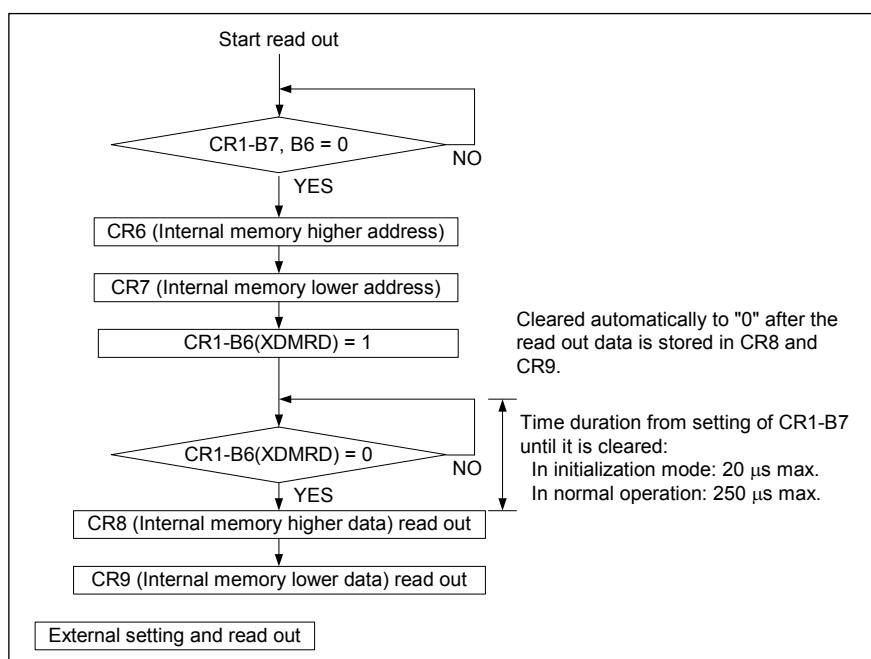 Start read out
CR1-B7, B6 = 0
NO
YES
CR6 (Internal memory higher address)
CR7 (Internal memory lower address)
CR1-B6(XDMRD) = 1
Cleared automatically to "0" after the
read out data is stored in CR8 and
CR9.
CR1-B6(XDMRD) = 0
NO
YES
Time duration from setting of CR1-B7
until it is cleared:
In initialization mode: 20 μs max.
In normal operation: 250 μs max.
CR8 (Internal memory higher data) read out
CR9 (Internal memory lower data) read out
External setting and read out